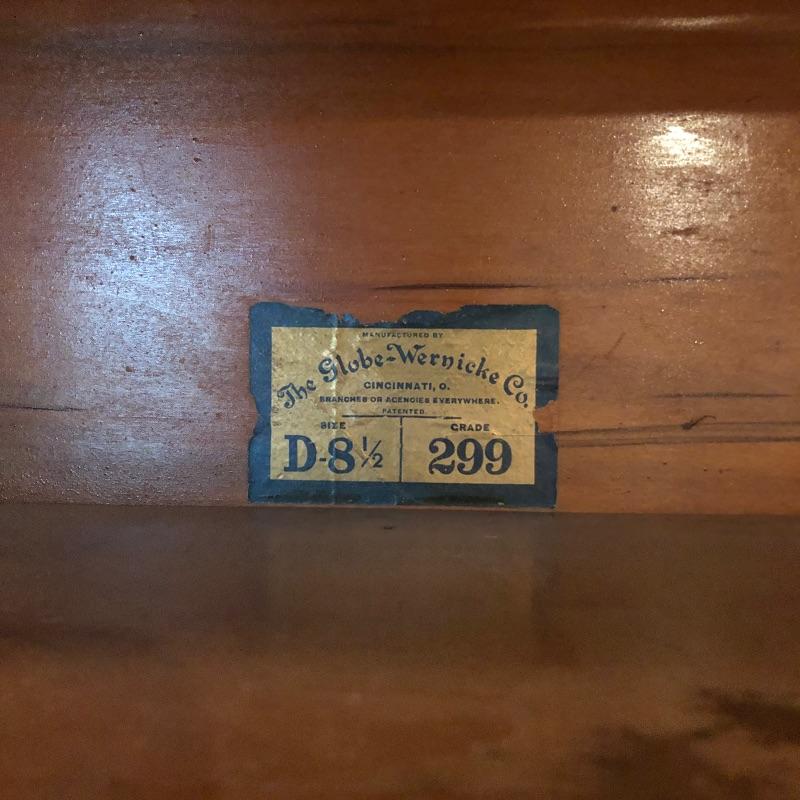 MANUFACTURED BY
The Globe-Wernicke Co.
CINCINNATI, O.
BRANCHES OR AGENCIES EVERYWHERE.
PATENTED.
SIZE GRADE
D-8½ 299